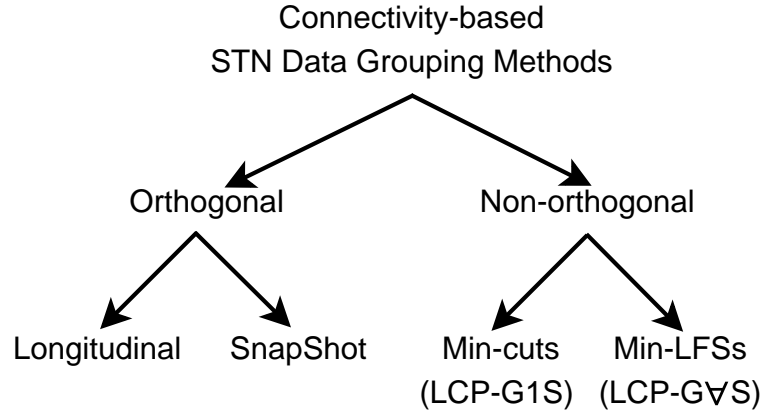 Connectivity-based
STN Data Grouping Methods
Orthogonal
Non-orthogonal
Longitudinal
SnapShot
Min-cuts
(LCP-G1S)
Min-LFSs
(LCP-G∀S)